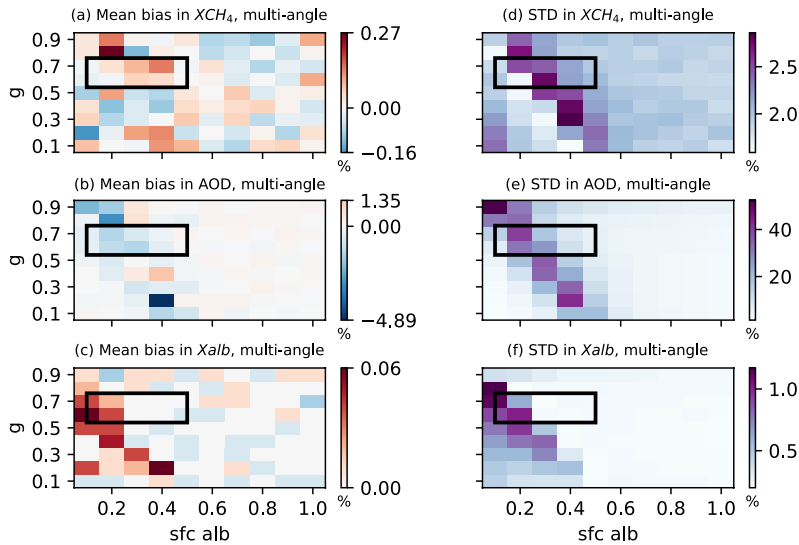 (a) Mean bias in XCH₄, multi-angle
0.9
0.7
0.5
0.3
0.1
g
0.27
0.00
−0.16
%
(d) STD in XCH₄, multi-angle
2.5
2.0
%
(b) Mean bias in AOD, multi-angle
0.9
0.7
0.5
0.3
0.1
g
1.35
0.00
−4.89
%
(e) STD in AOD, multi-angle
40
20
%
(c) Mean bias in Xalb, multi-angle
0.9
0.7
0.5
0.3
0.1
g
0.2 0.4 0.6 0.8 1.0
sfc alb
0.06
0.00
%
(f) STD in Xalb, multi-angle
0.2 0.4 0.6 0.8 1.0
sfc alb
1.0
0.5
%